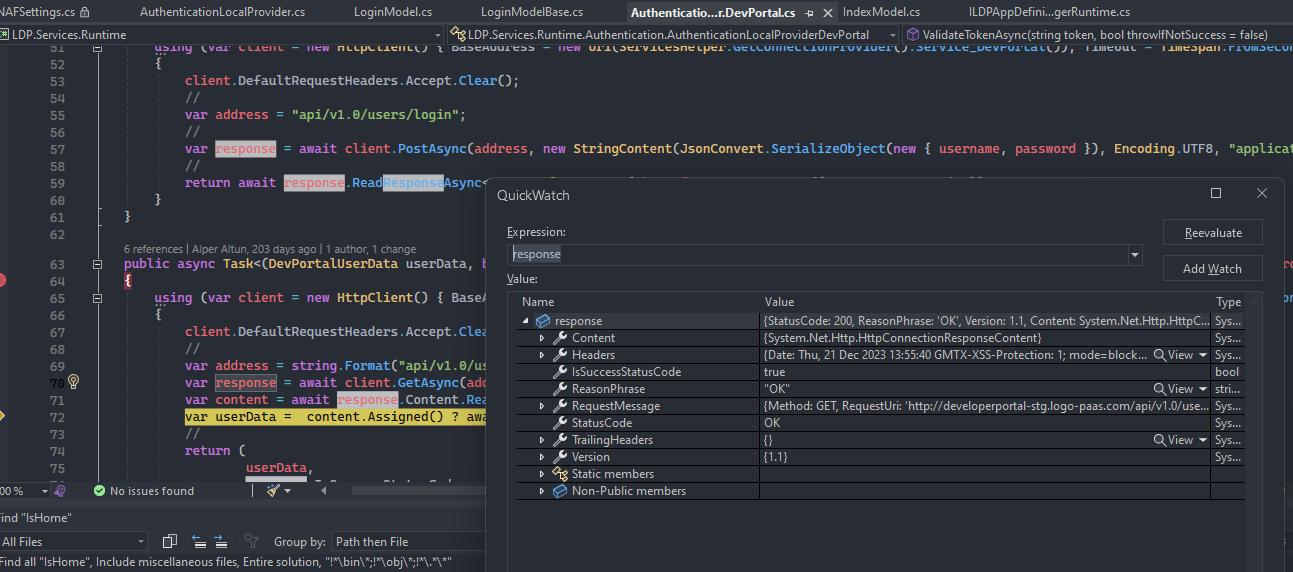 NAFSettings.cs
AuthenticationLocalProvider.cs
LoginModel.cs
LoginModelBase.cs
Authenticatio...r.DevPortal.cs
IndexModel.cs
ILDPAppDefini...gerRuntime.cs
LDP.Services.Runtime
LDP.Services.Runtime.Authentication.AuthenticationLocalProviderDevPortal
ValidateTokenAsync(string token, bool throwIfNotSuccess = false)
51 using (var client = new HttpClient() { BaseAddress = new Uri(ServicesHelper.GetConnectionProvider().Service_DevPortal()), Timeout = TimeSpan.FromSeco
52 {
53 client.DefaultRequestHeaders.Accept.Clear();
54 //
55 var address = "api/v1.0/users/login";
56 //
57 var response = await client.PostAsync(address, new StringContent(JsonConvert.SerializeObject(new { username, password }), Encoding.UTF8, "applicat
58 //
59 return await response.ReadResponseAsync<
60 }
61 }
62
6 references | Alper Altun, 203 days ago | 1 author, 1 change
63 public async Task<(DevPortalUserData userData, b
64 {
65 using (var client = new HttpClient() { BaseA
66 {
67 client.DefaultRequestHeaders.Accept.Cle
68 //
69 var address = string.Format("api/v1.0/us
70 var response = await client.GetAsync(add
71 var content = await response.Content.Rea
72 var userData = content.Assigned() ? awa
73 //
74 return (
75 userData,
00 %
No issues found
Find "IsHome"
All Files
Group by:
Path then File
Find all "IsHome", Include miscellaneous files, Entire solution, "!*\bin\*;!*\obj\*;!*\.*\*"
QuickWatch
Expression:
response
Reevaluate
Add Watch
Value:
Name Value Type
response {StatusCode: 200, ReasonPhrase: 'OK', Version: 1.1, Content: System.Net.Http.HttpC... Sys...
Content {System.Net.Http.HttpConnectionResponseContent} Sys...
Headers {Date: Thu, 21 Dec 2023 13:55:40 GMTX-XSS-Protection: 1; mode=block... View Sys...
IsSuccessStatusCode true bool
ReasonPhrase "OK" View stri...
RequestMessage {Method: GET, RequestUri: 'http://developerportal-stg.logo-paas.com/api/v1.0/use... Sys...
StatusCode OK Sys...
TrailingHeaders {} View Sys...
Version {1.1} Sys...
Static members
Non-Public members